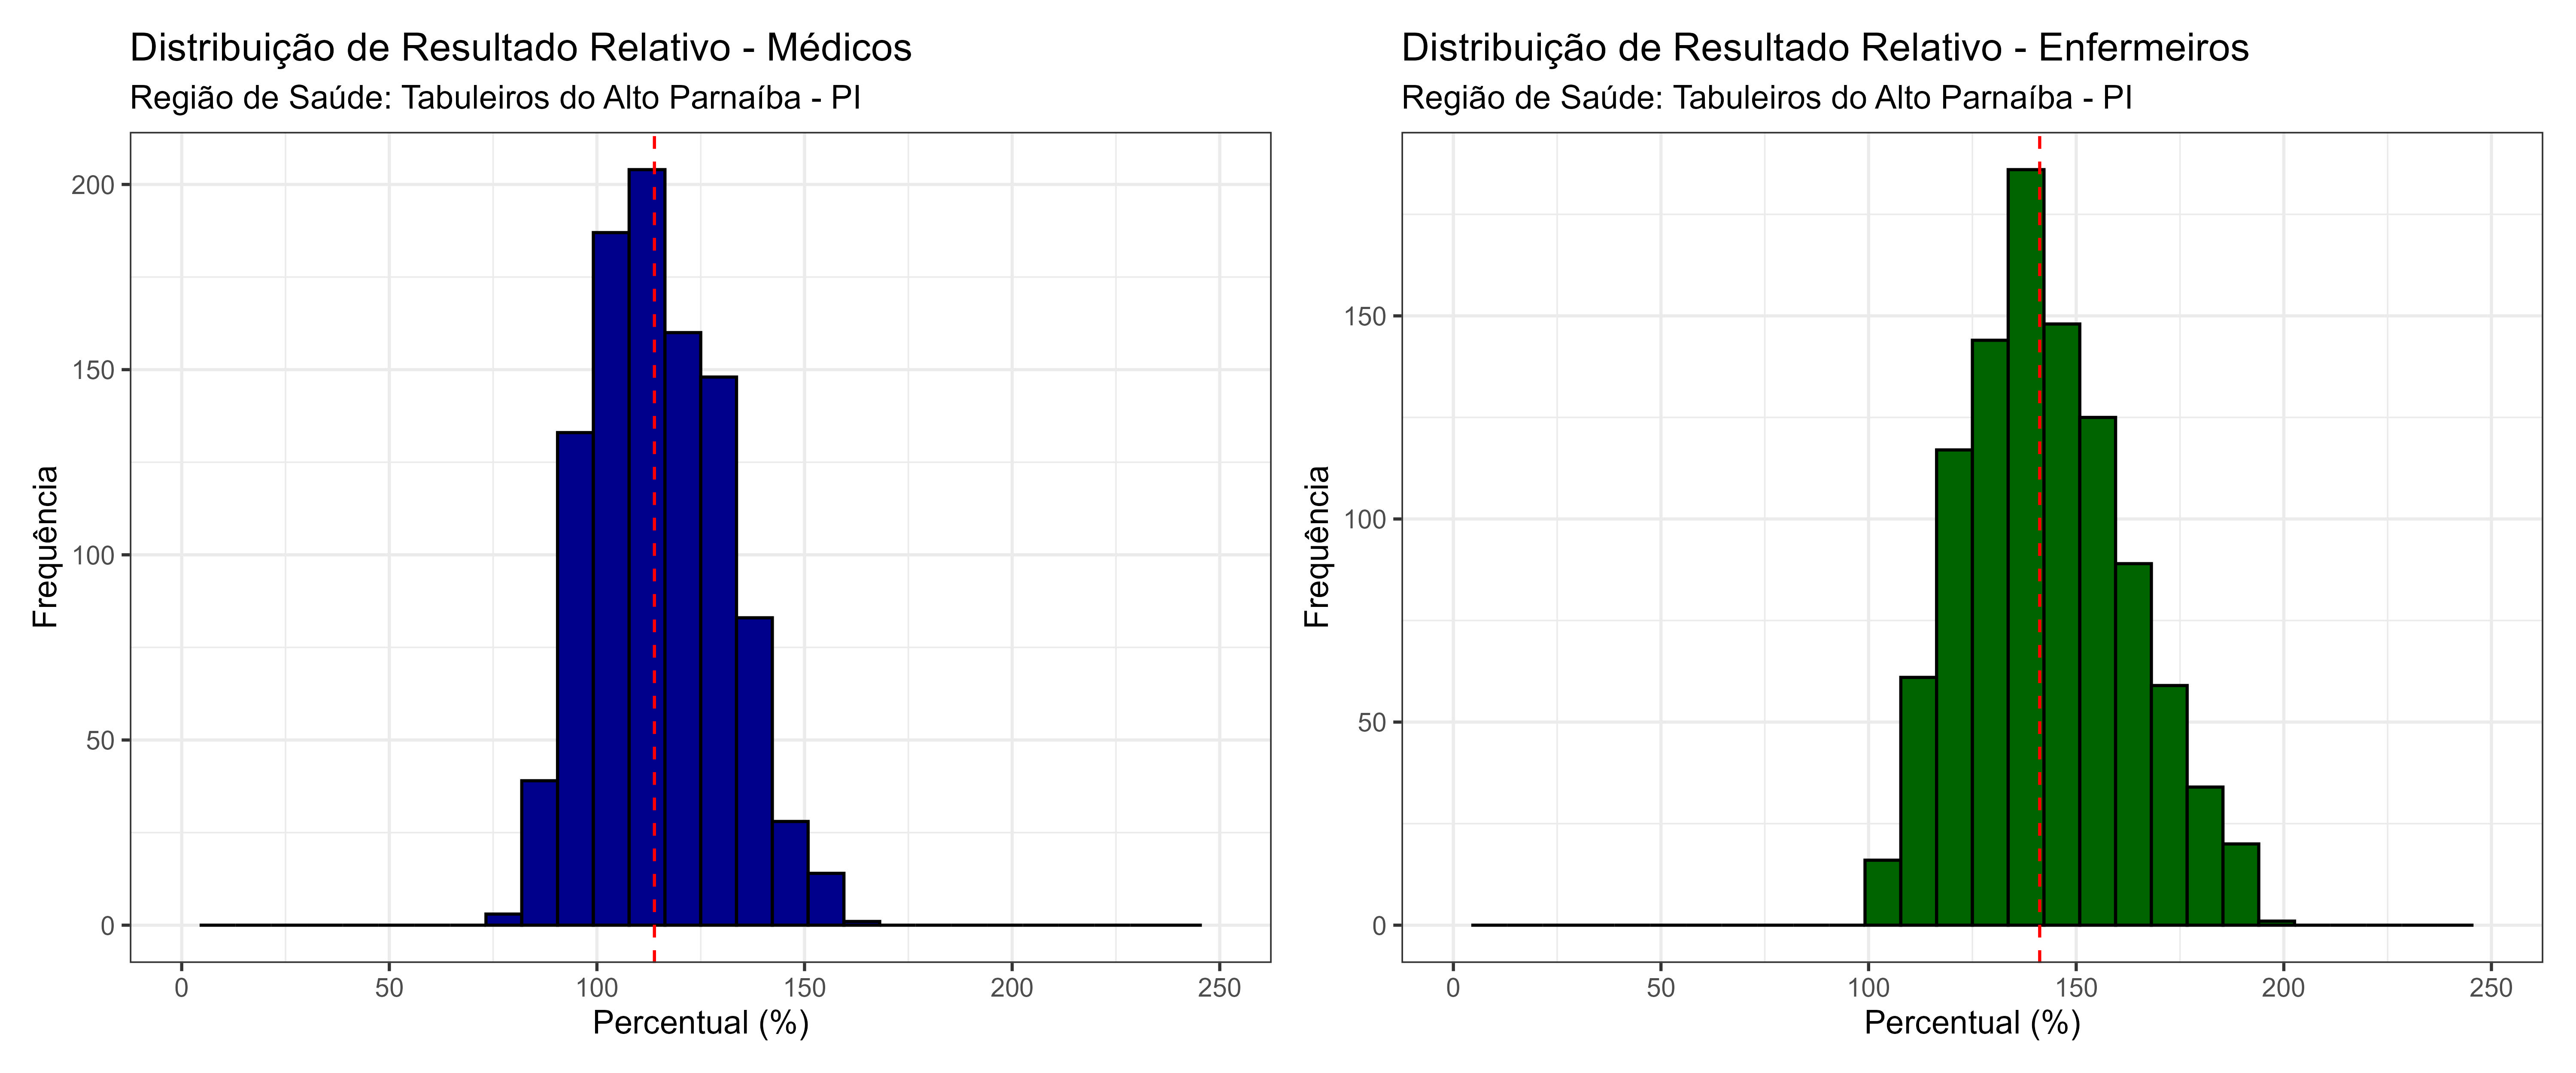 Distribuição de Resultado Relativo - Médicos
Região de Saúde: Tabuleiros do Alto Parnaíba - PI
Frequência
200
150
100
50
0
0 50 100 150 200 250
Percentual (%)
Distribuição de Resultado Relativo - Enfermeiros
Região de Saúde: Tabuleiros do Alto Parnaíba - PI
Frequência
150
100
50
0
0 50 100 150 200 250
Percentual (%)